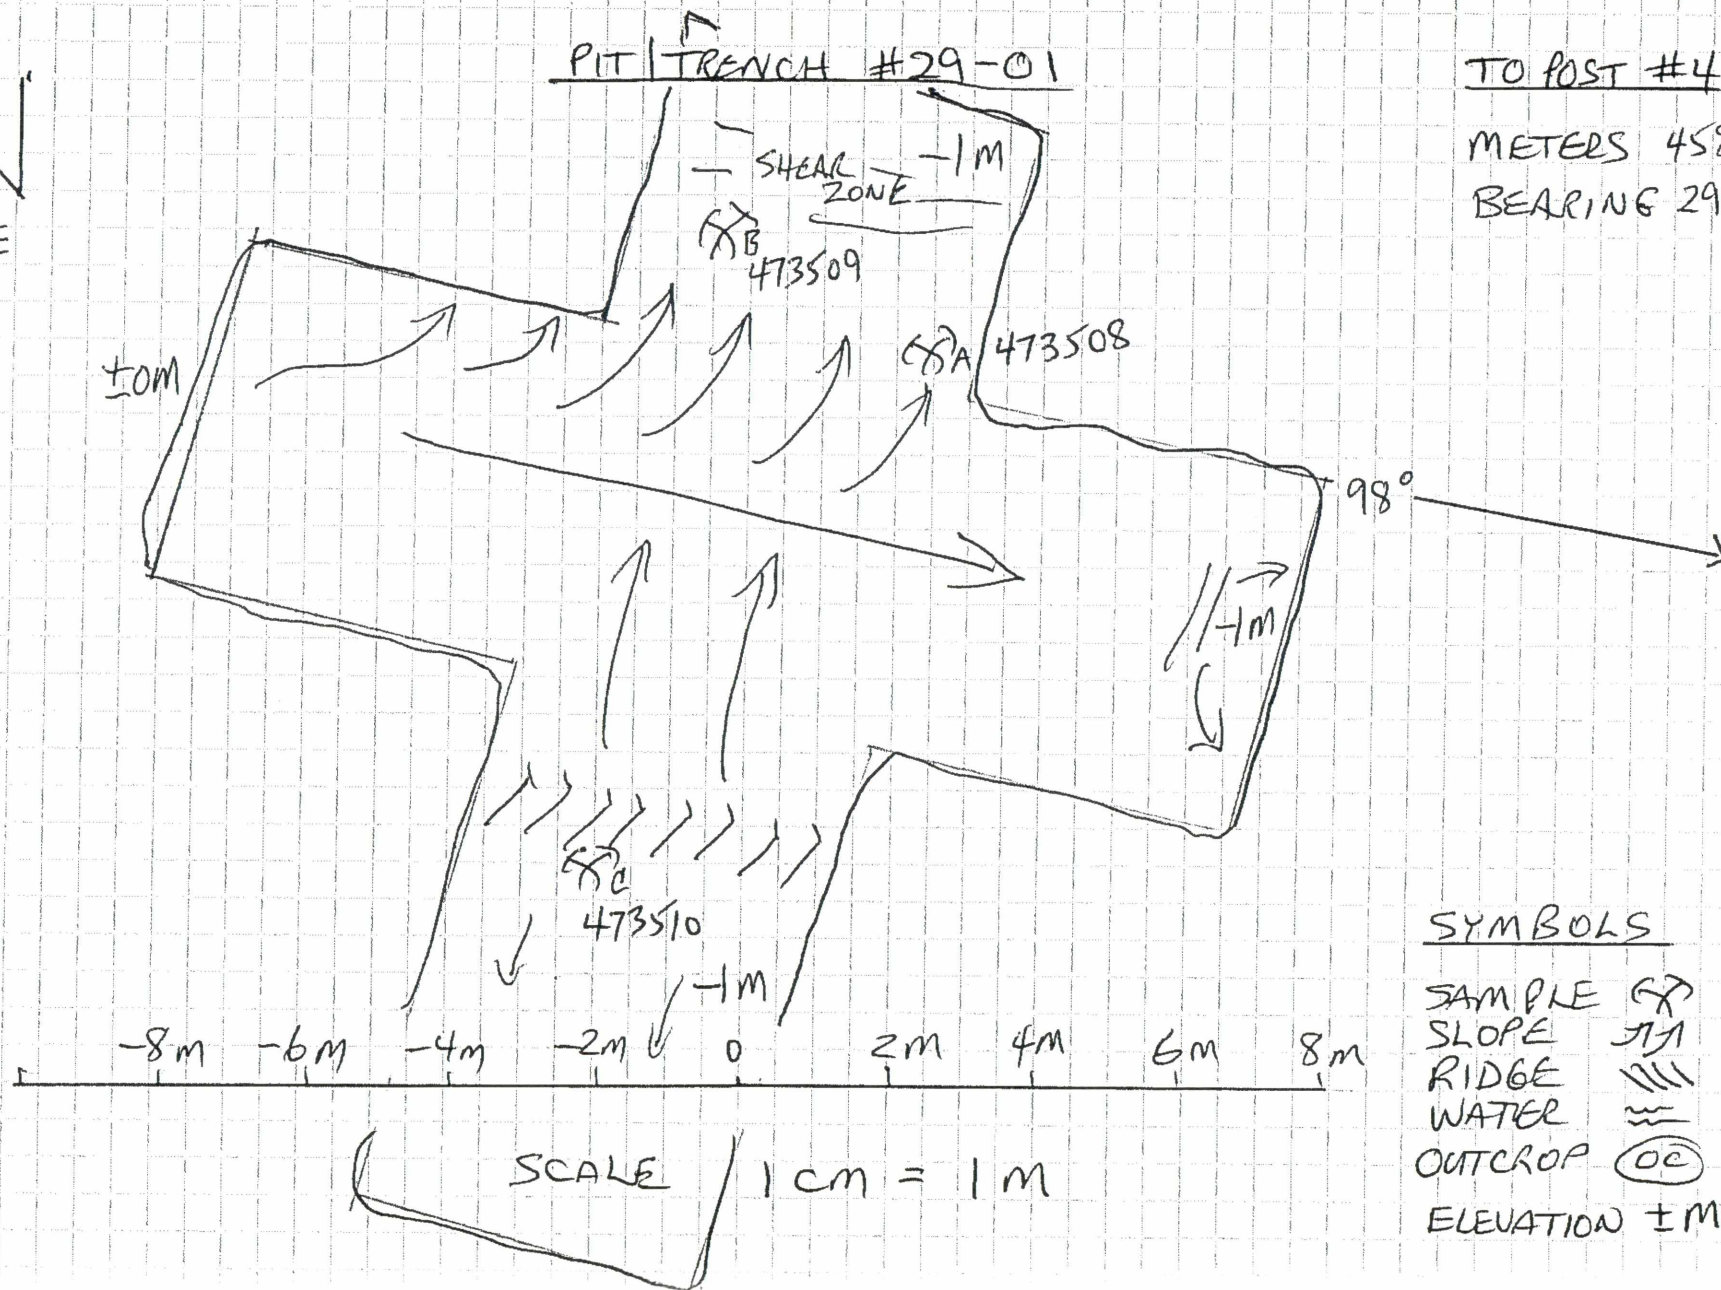 PIT/TRENCH #29-01
TO POST #4
METERS 458
BEARING 29
-1M
SHEAR
ZONE
B
473509
A 473508
±0M
98°
-1M
C
473510
-1M
-8m -6m -4m -2m 0 2m 4m 6m 8m
SCALE 1 cm = 1 m
SYMBOLS
SAMPLE
SLOPE
RIDGE
WATER
OUTCROP OC
ELEVATION ±M